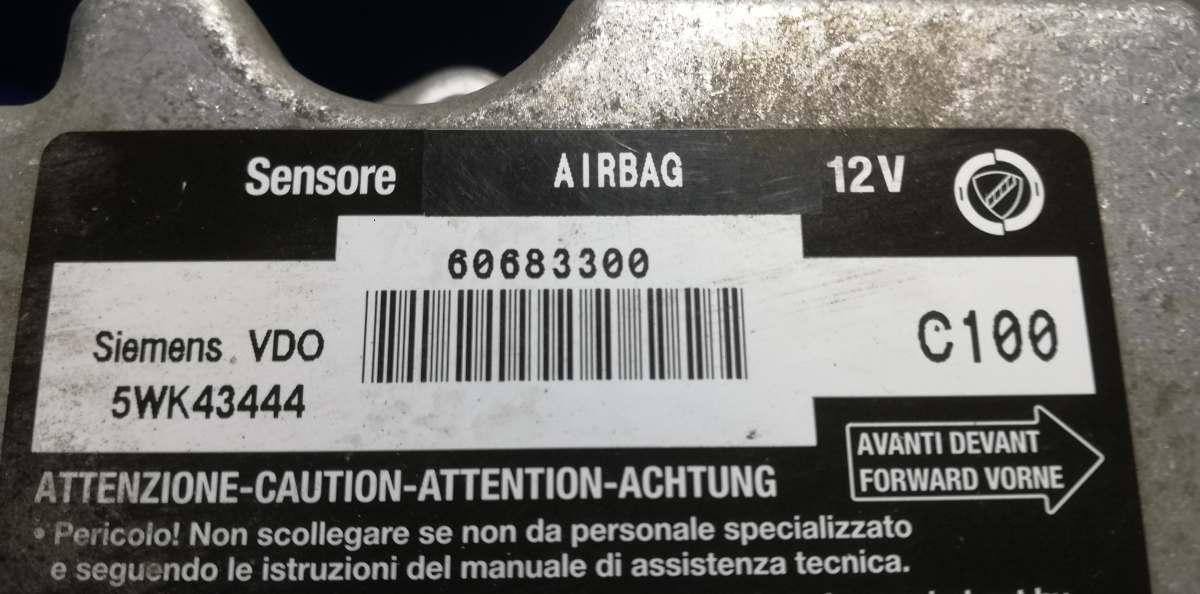 Sensore AIRBAG 12V
60683300
Siemens VDO
5WK43444
C100
AVANTI DEVANT
FORWARD VORNE
ATTENZIONE-CAUTION-ATTENTION-ACHTUNG
• Pericolo! Non scollegare se non da personale specializzato
e seguendo le istruzioni del manuale di assistenza tecnica.